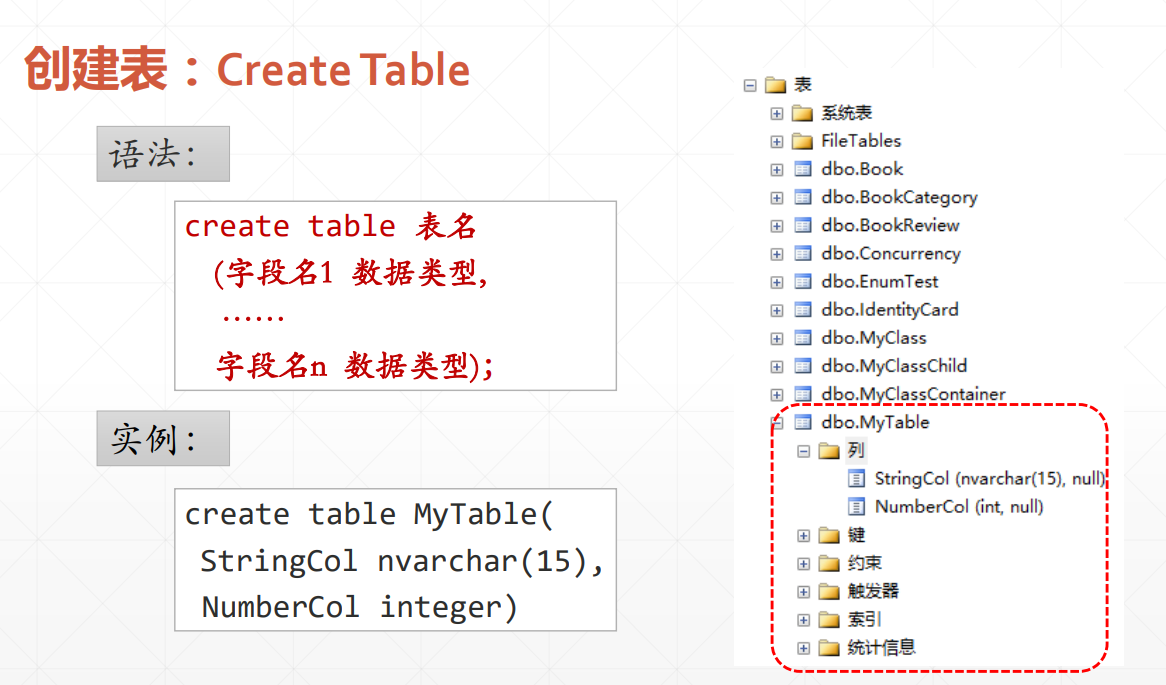 创建表：Create Table
语法：
create table 表名
(字段名1 数据类型,
……
字段名n 数据类型);
实例：
create table MyTable(
StringCol nvarchar(15),
NumberCol integer)
表
系统表
FileTables
dbo.Book
dbo.BookCategory
dbo.BookReview
dbo.Concurrency
dbo.EnumTest
dbo.IdentityCard
dbo.MyClass
dbo.MyClassChild
dbo.MyClassContainer
dbo.MyTable
列
StringCol (nvarchar(15), null)
NumberCol (int, null)
键
约束
触发器
索引
统计信息